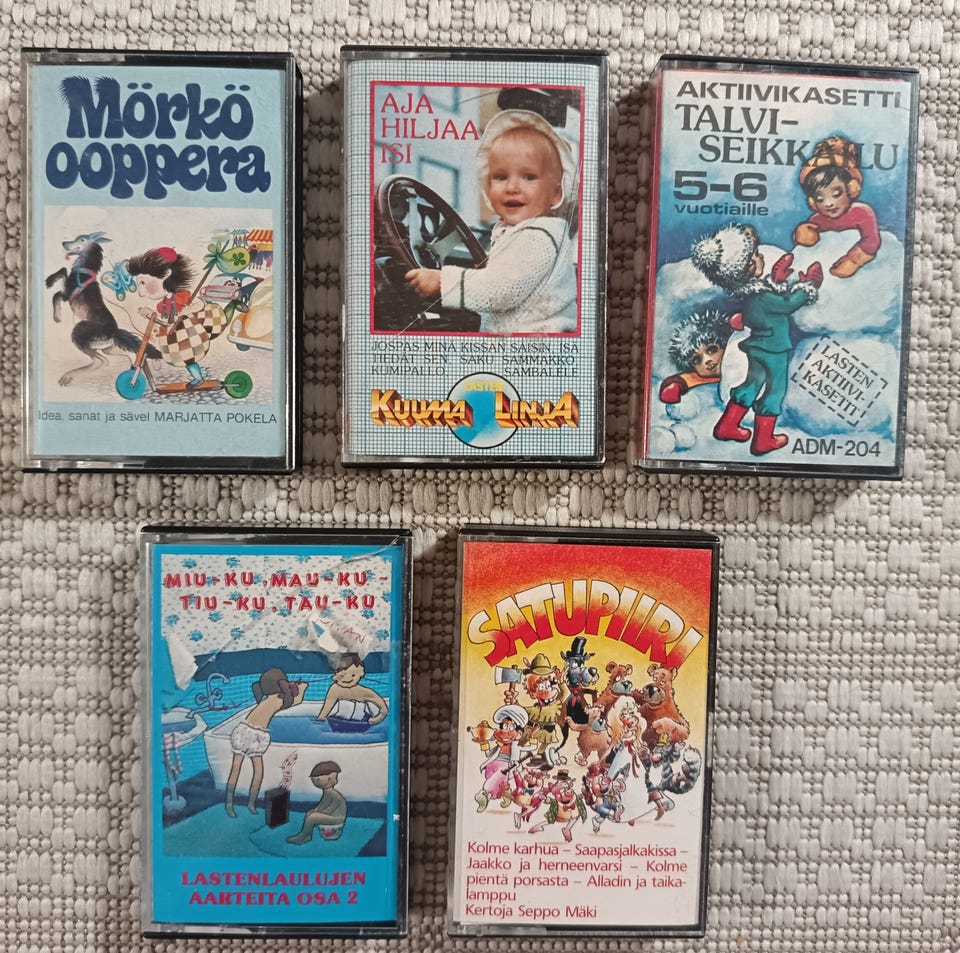 Mörkö
ooppera
Idea, sanat ja sävel MARJATTA POKELA
AJA
HILJAA
ISI
JOSPAS MINÄ KISSAN SAISIN ISA
TIEDÄT SEN SAKU SAMMAKKO
KUMIPALLO SAMBALELE
LASTEN
KUUMA LINJA
AKTIIVIKASETTI
TALVI-
SEIKKAILU
5-6
vuotiaille
LASTEN
AKTIIVI-
KASETTI
ADM-204
MIU-KU, MAU-KU -
TIU-KU, TAU-KU
LASTENLAULUJEN
AARTEITA OSA 2
SATUPIIRI
Kolme karhua – Saapasjalkakissa –
Jaakko ja herneenvarsi – Kolme
pientä porsasta – Alladin ja taika-
lamppu
Kertoja Seppo Mäki